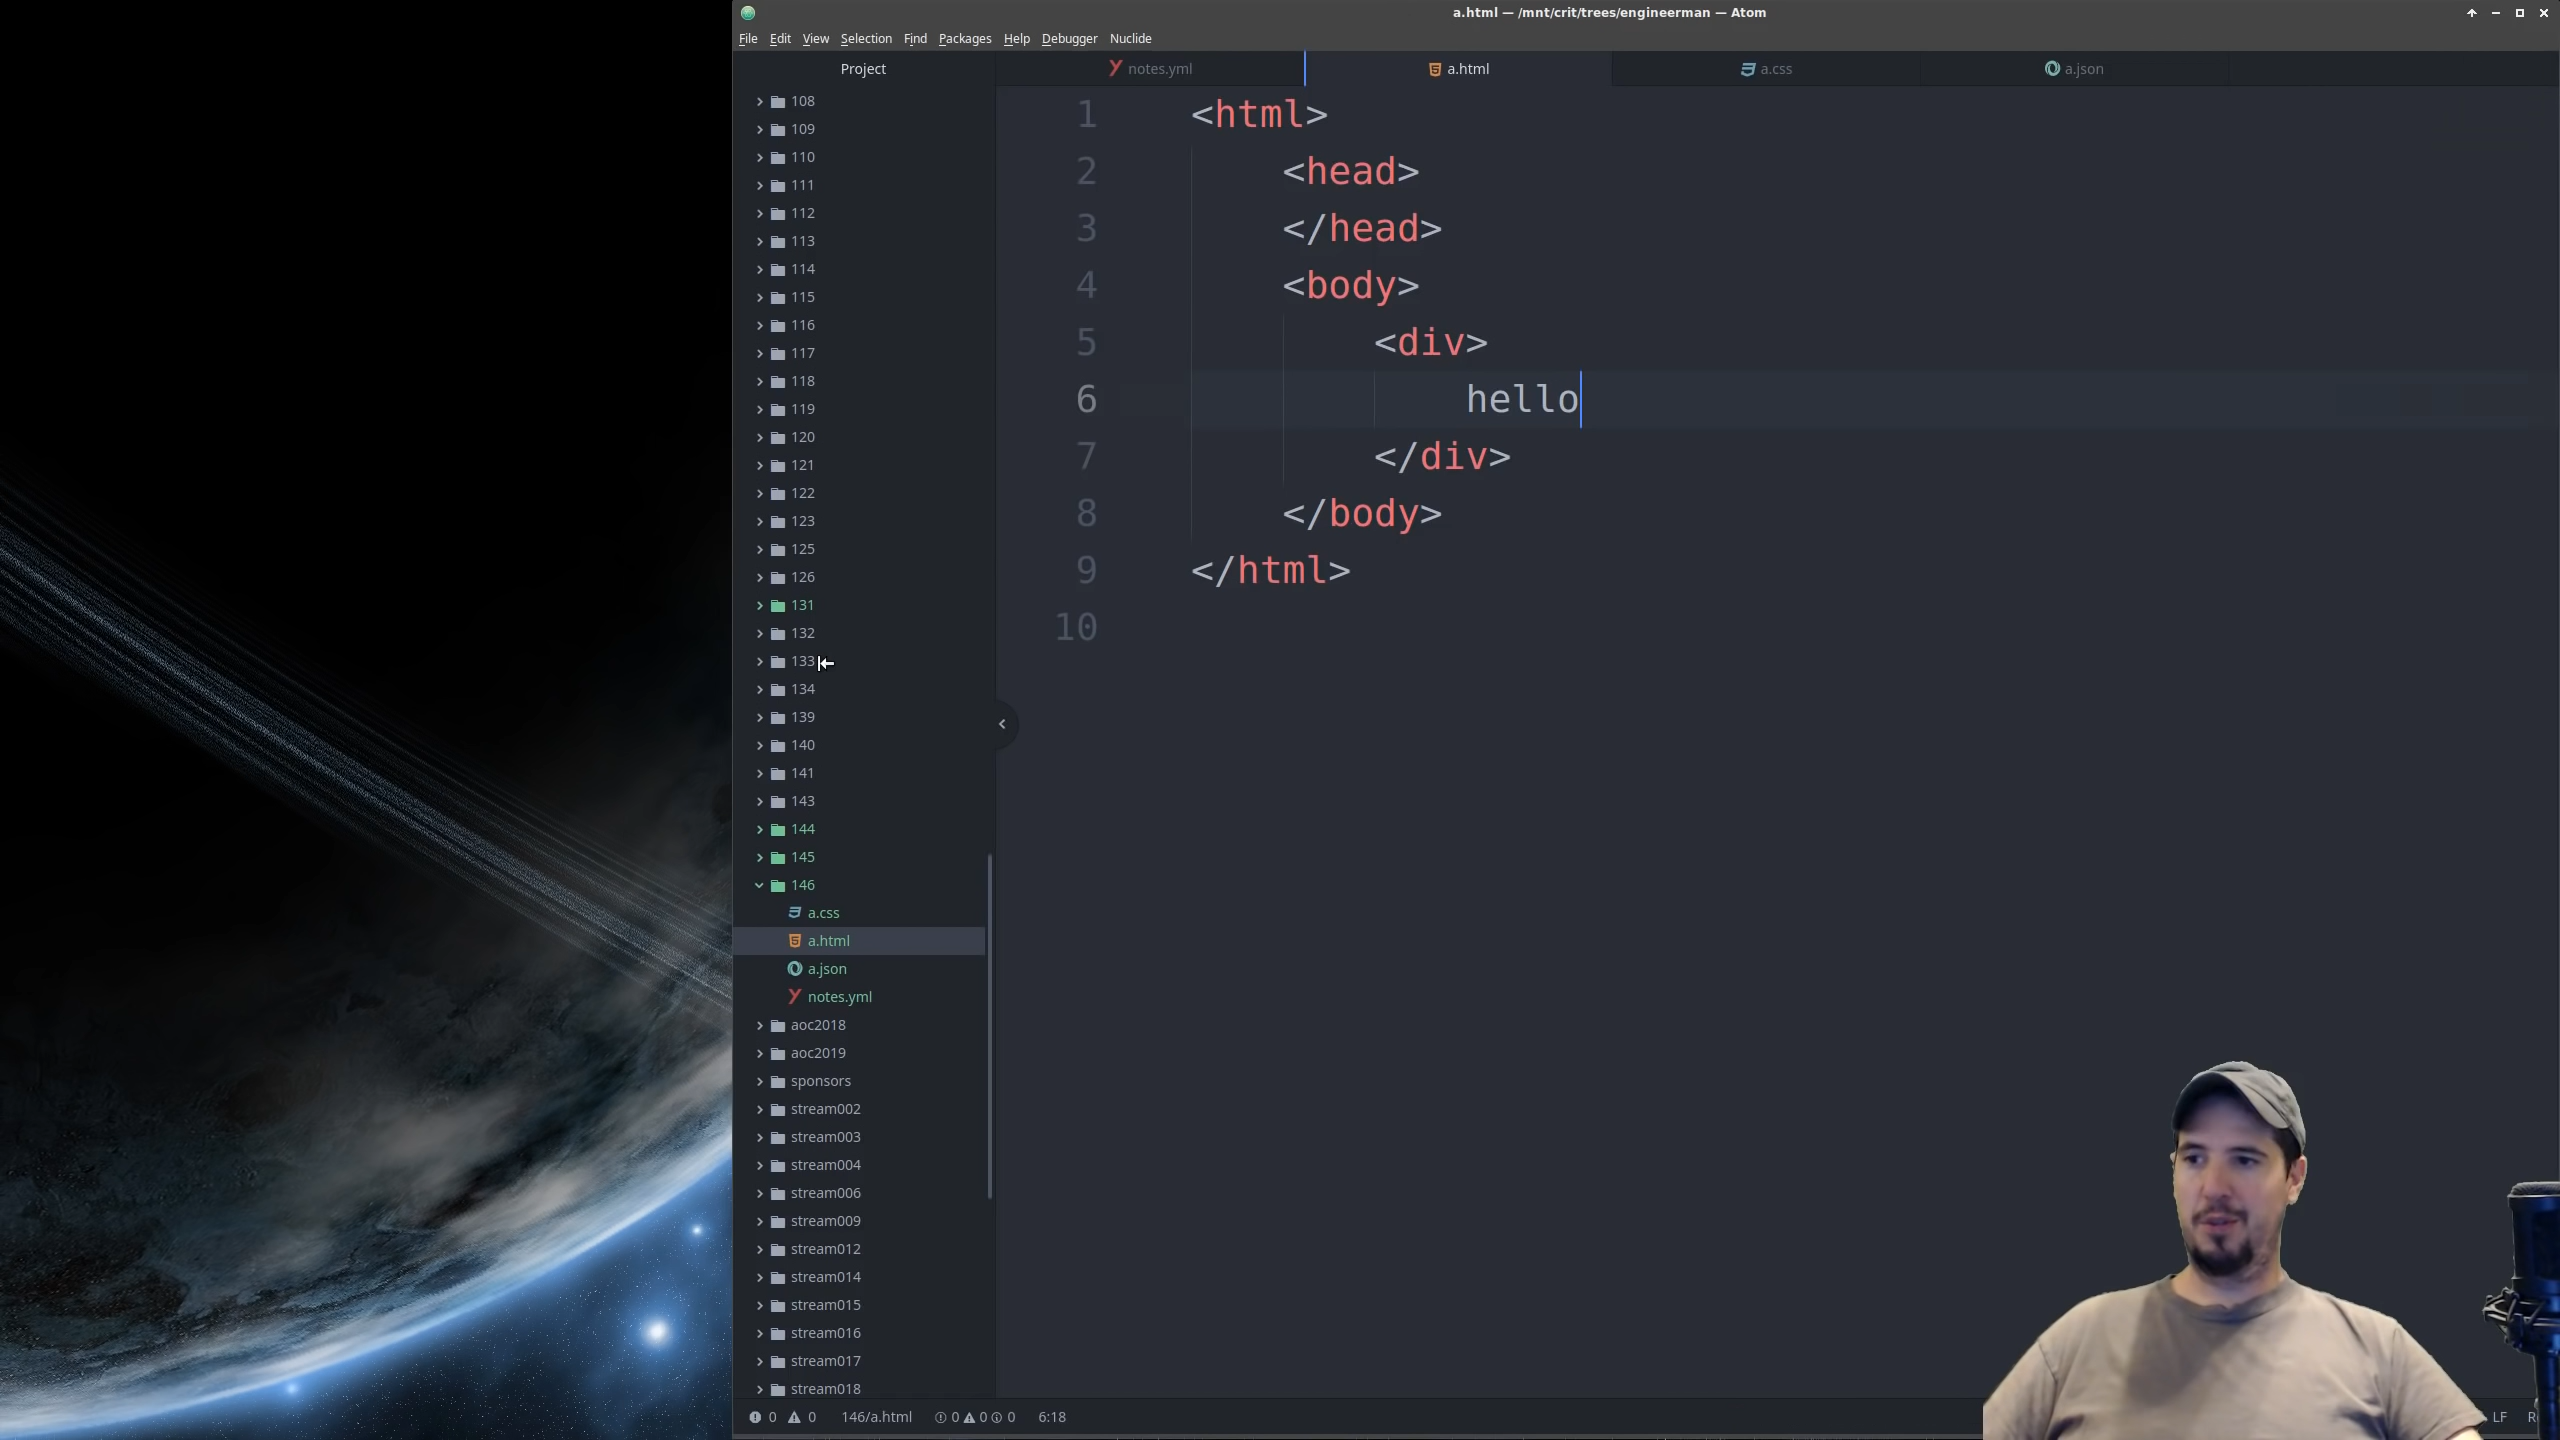 a.html — /mnt/crit/trees/engineerman — Atom
File Edit View Selection Find Packages Help Debugger Nuclide
Project
notes.yml a.html a.css a.json
108
109
110
111
112
113
114
115
116
117
118
119
120
121
122
123
125
126
131
132
133
134
139
140
141
143
144
145
146
a.css
a.html
a.json
notes.yml
aoc2018
aoc2019
sponsors
stream002
stream003
stream004
stream006
stream009
stream012
stream014
stream015
stream016
stream017
stream018
1 <html>
2 <head>
3 </head>
4 <body>
5 <div>
6 hello
7 </div>
8 </body>
9 </html>
10
0 0 146/a.html 0 0 0 6:18 LF